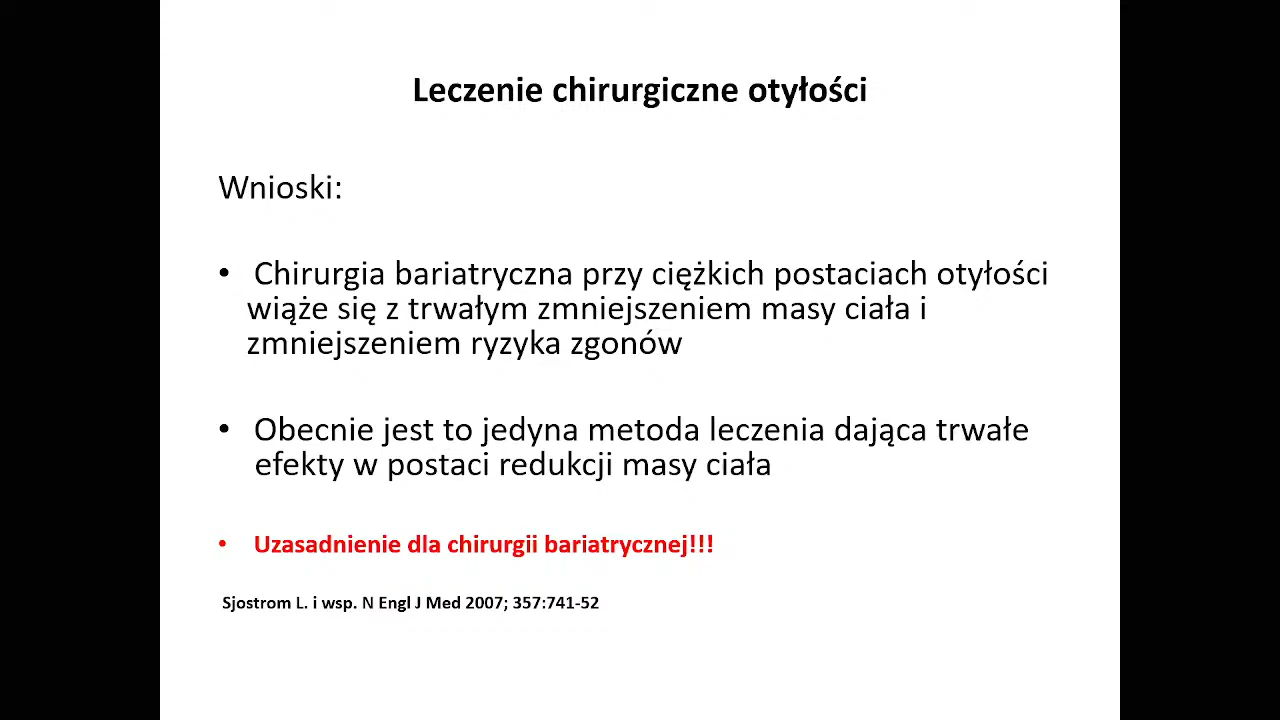 Leczenie chirurgiczne otyłości
Wnioski:
• Chirurgia bariatryczna przy ciężkich postaciach otyłości
wiąże się z trwałym zmniejszeniem masy ciała i
zmniejszeniem ryzyka zgonów
• Obecnie jest to jedyna metoda leczenia dająca trwałe
efekty w postaci redukcji masy ciała
• Uzasadnienie dla chirurgii bariatrycznej!!!
Sjostrom L. i wsp. N Engl J Med 2007; 357:741-52